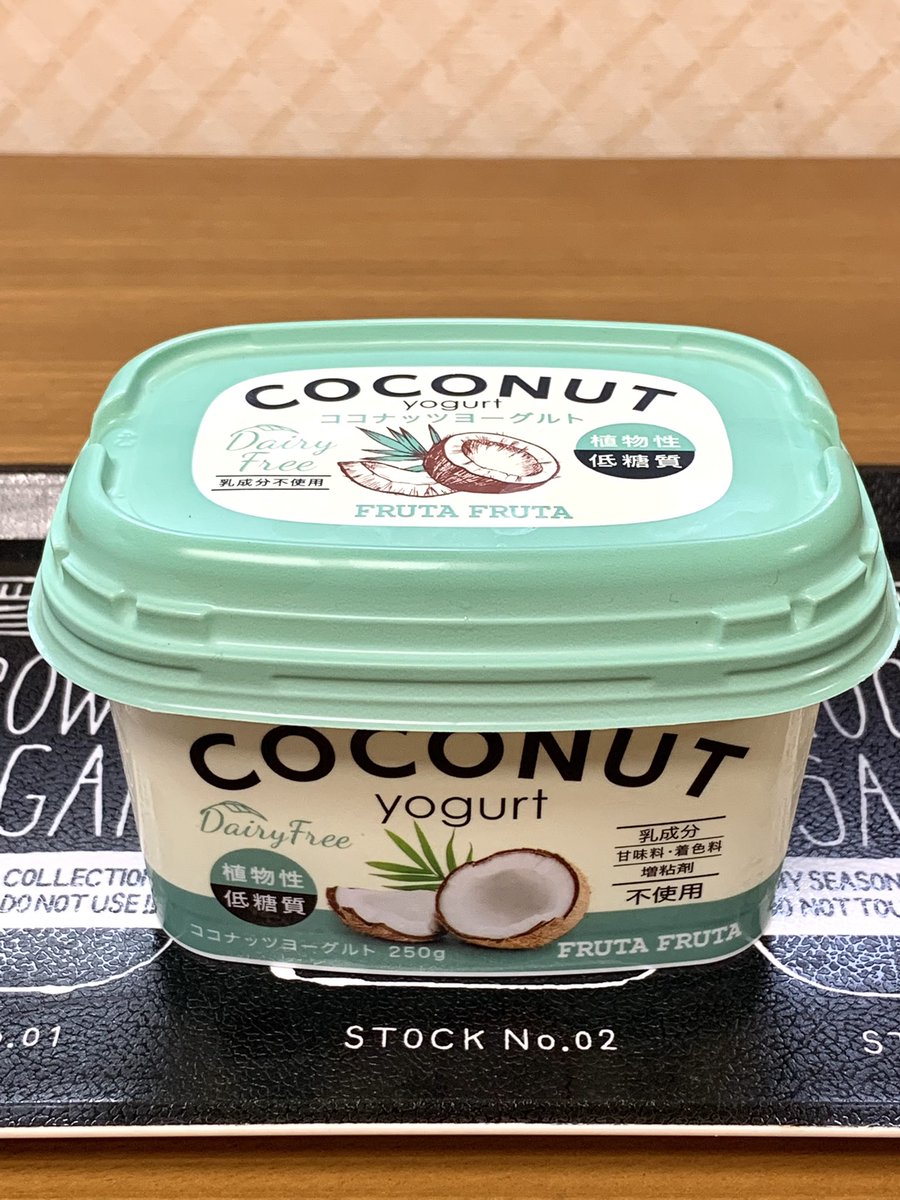 COCONUT
yogurt
ココナッツヨーグルト
Dairy
Free
乳成分不使用
植物性
低糖質
FRUTA FRUTA
COCONUT
yogurt
DairyFree
植物性
低糖質
乳成分
甘味料・着色料
増粘剤
不使用
ココナッツヨーグルト 250g
FRUTA FRUTA
COLLECTION
DO NOT USE
SEASON
NOT
.01
STOCK No.02